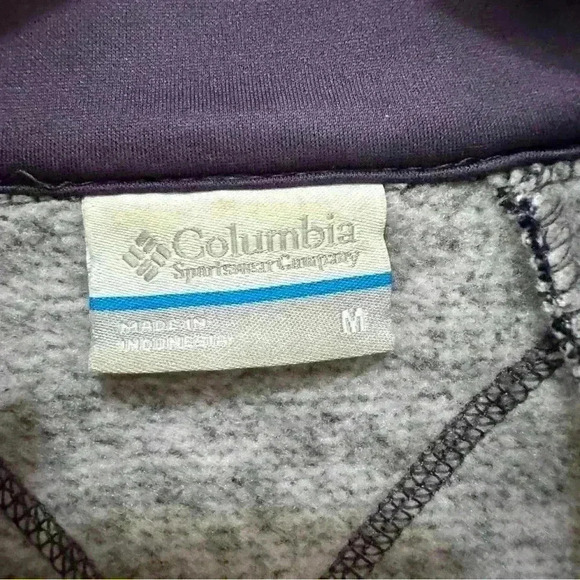 Columbia
Sportswear Company
MADE IN
INDONESIA
M